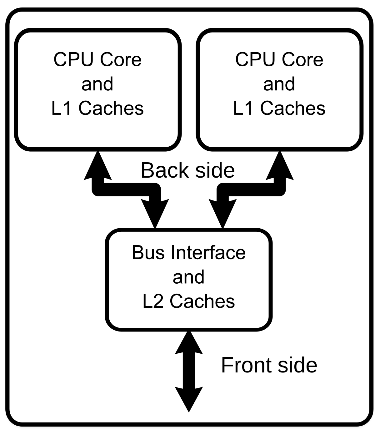 CPU Core
and
L1 Caches
CPU Core
and
L1 Caches
Back side
Bus Interface
and
L2 Caches
Front side